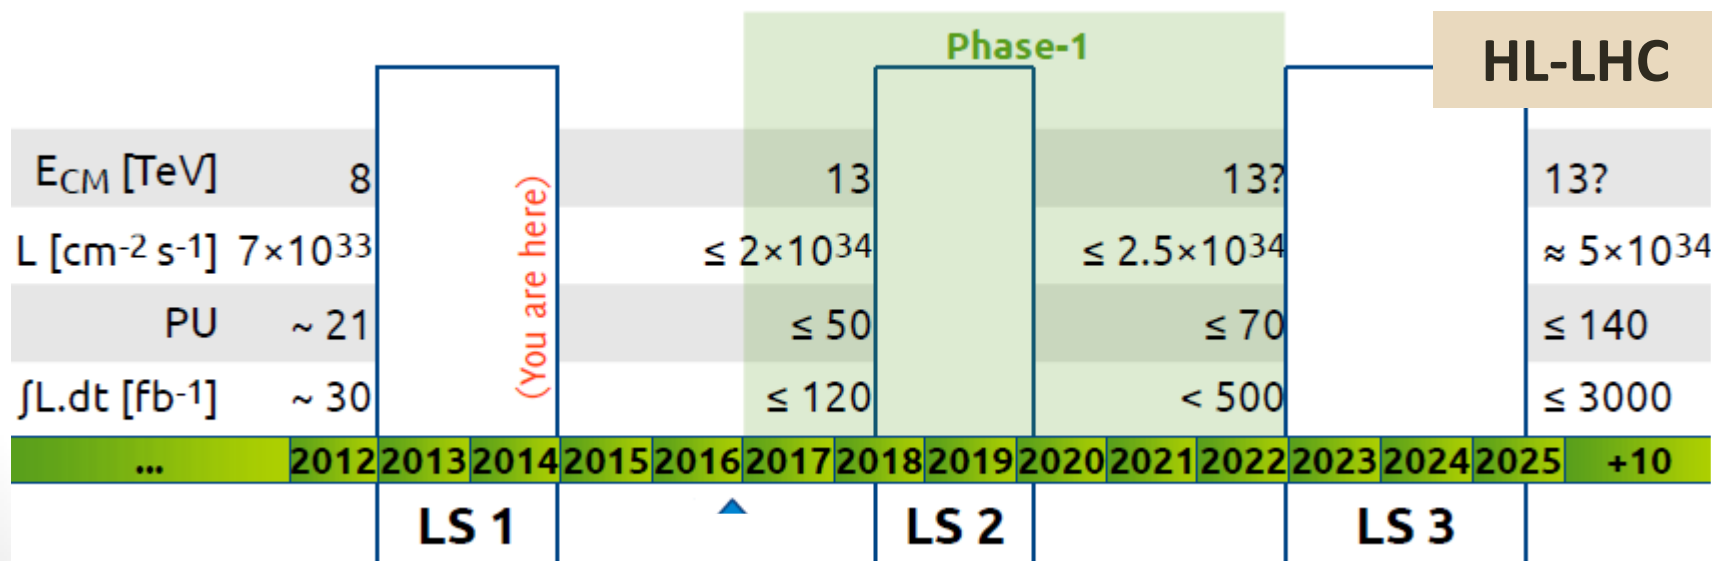 Phase-1
HL-LHC
E_CM [TeV] 8 13 13? 13?
L [cm⁻² s⁻¹] 7×10³³ ≤ 2×10³⁴ ≤ 2.5×10³⁴ ≈ 5×10³⁴
PU ~ 21 ≤ 50 ≤ 70 ≤ 140
∫L.dt [fb⁻¹] ~ 30 ≤ 120 < 500 ≤ 3000
(You are here)
... 2012 2013 2014 2015 2016 2017 2018 2019 2020 2021 2022 2023 2024 2025 +10
LS 1 LS 2 LS 3